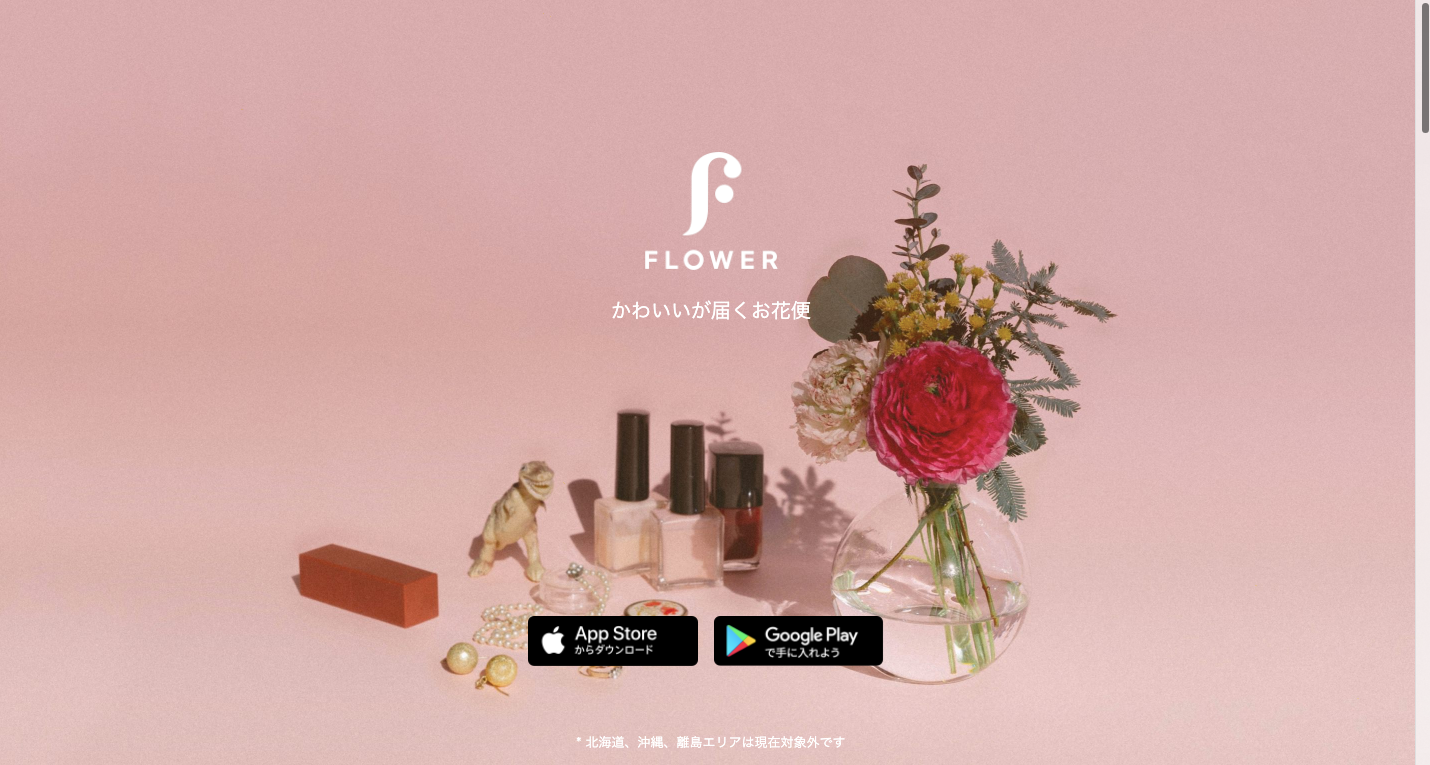 FLOWER
かわいいが届くお花便
App Store
からダウンロード
Google Play
で手に入れよう
* 北海道、沖縄、離島エリアは現在対象外です